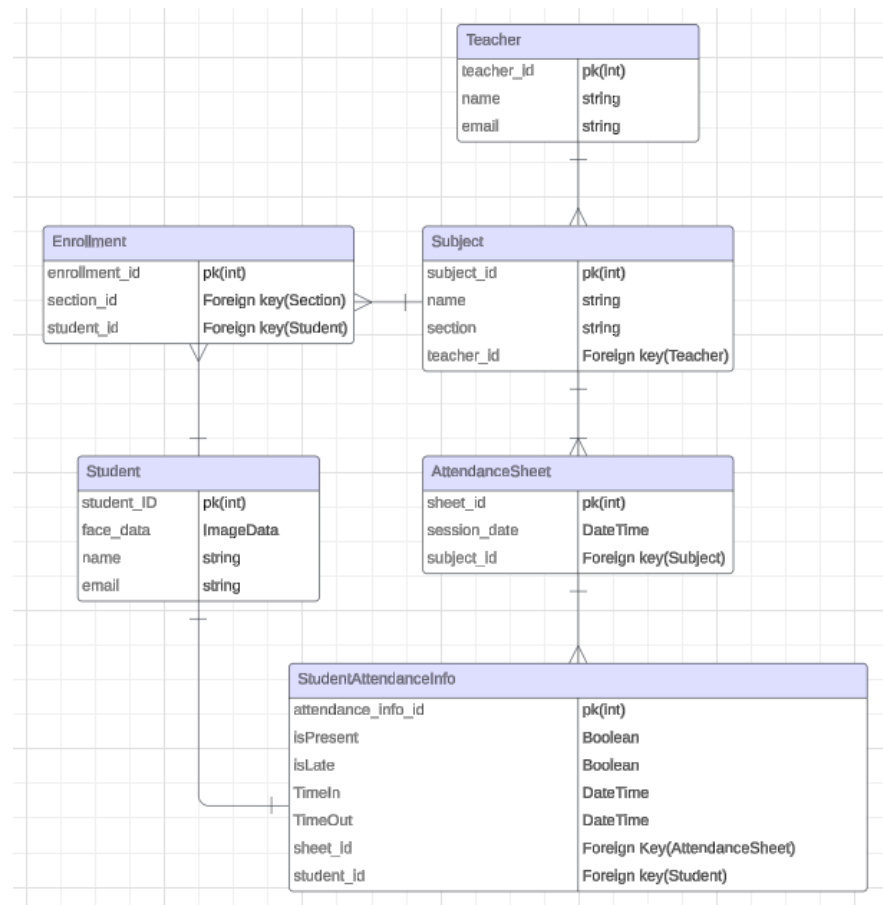 Teacher
teacher_id pk(int)
name string
email string
Enrollment
enrollment_id pk(int)
section_id Foreign key(Section)
student_id Foreign key(Student)
Subject
subject_id pk(int)
name string
section string
teacher_id Foreign key(Teacher)
Student
student_ID pk(int)
face_data ImageData
name string
email string
AttendanceSheet
sheet_id pk(int)
session_date DateTime
subject_id Foreign key(Subject)
StudentAttendanceInfo
attendance_info_id pk(int)
isPresent Boolean
isLate Boolean
TimeIn DateTime
TimeOut DateTime
sheet_id Foreign Key(AttendanceSheet)
student_id Foreign key(Student)